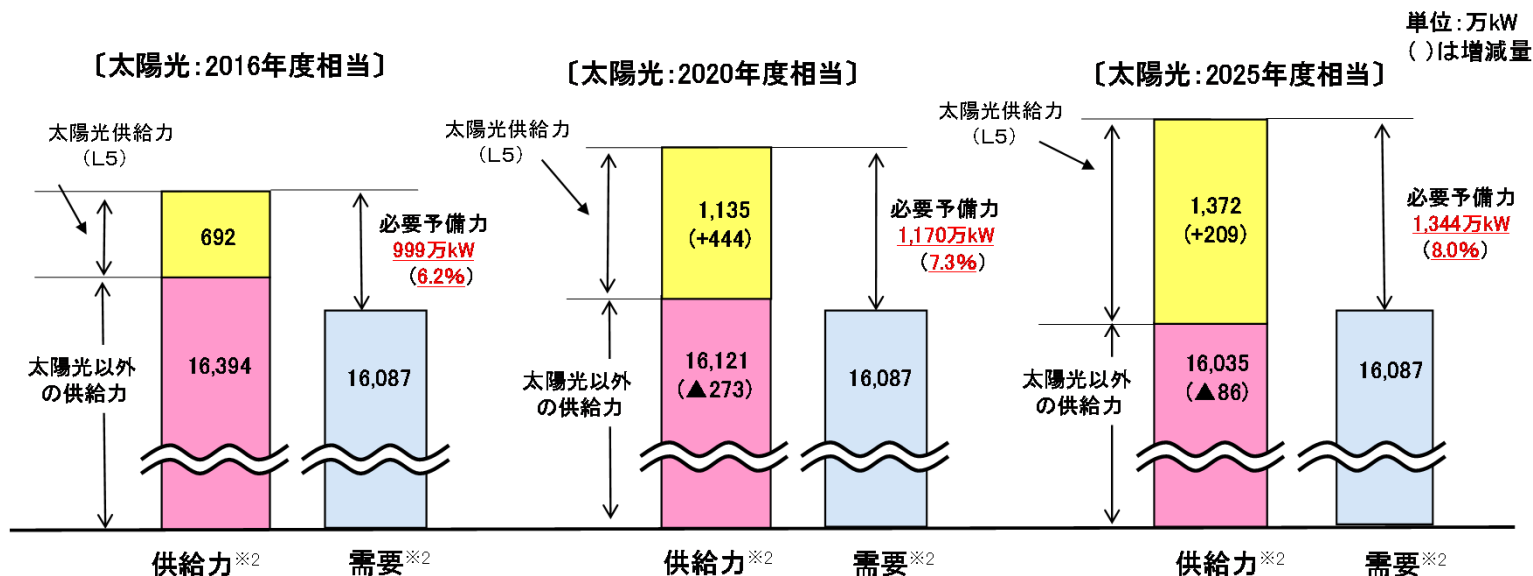 単位:万kW
( )は増減量
〔太陽光:2016年度相当〕
太陽光供給力
(L5)
692
必要予備力
999万kW
(6.2%)
太陽光以外
の供給力
16,394
16,087
供給力※2
需要※2
〔太陽光:2020年度相当〕
太陽光供給力
(L5)
1,135
(+444)
必要予備力
1,170万kW
(7.3%)
太陽光以外
の供給力
16,121
(▲273)
16,087
供給力※2
需要※2
〔太陽光:2025年度相当〕
太陽光供給力
(L5)
1,372
(+209)
必要予備力
1,344万kW
(8.0%)
太陽光以外
の供給力
16,035
(▲86)
16,087
供給力※2
需要※2